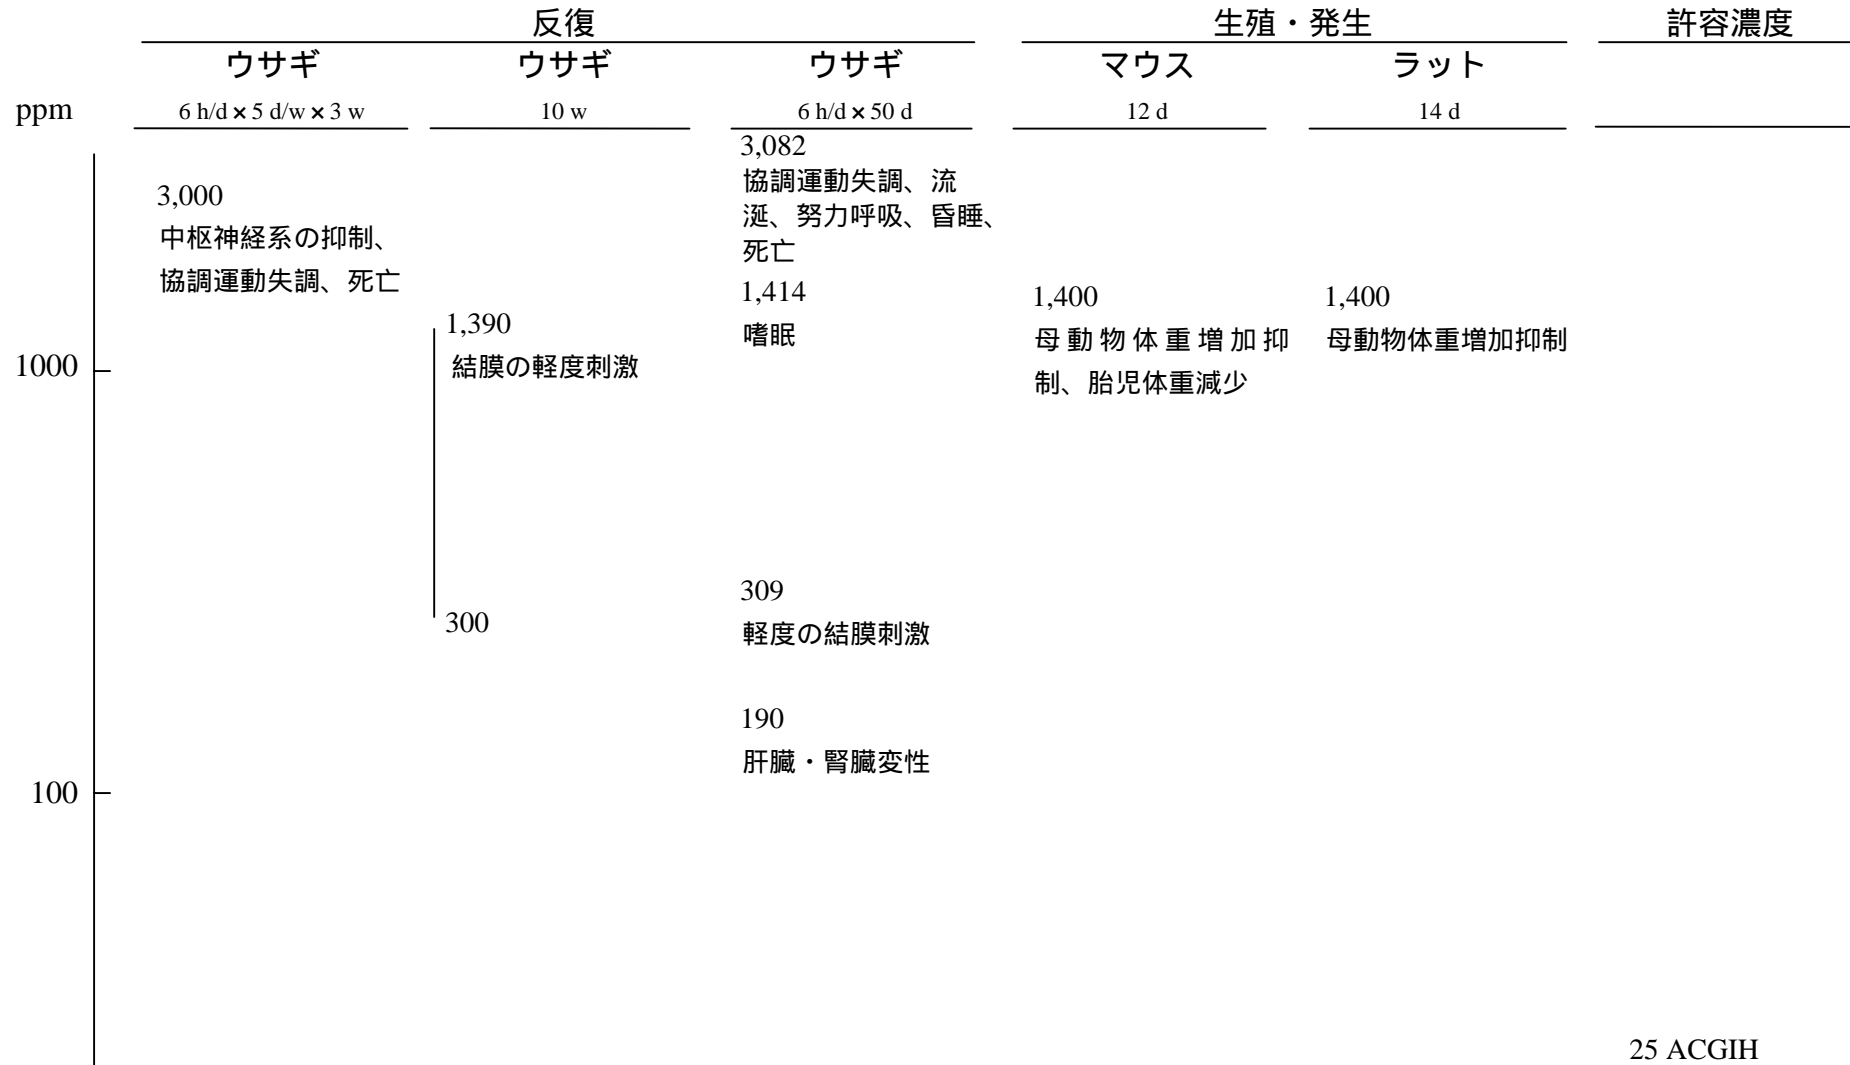 反復 生殖・発生 許容濃度
ウサギ ウサギ ウサギ マウス ラット
ppm 6 h/d × 5 d/w × 3 w 10 w 6 h/d × 50 d 12 d 14 d
3,082
協調運動失調、流
涎、努力呼吸、昏睡、
死亡
3,000
中枢神経系の抑制、
協調運動失調、死亡
1,414
嗜眠
1,400
母動物体重増加抑
制、胎児体重減少
1,400
母動物体重増加抑制
1,390
結膜の軽度刺激
1000
309
軽度の結膜刺激
300
190
肝臓・腎臓変性
100
25 ACGIH